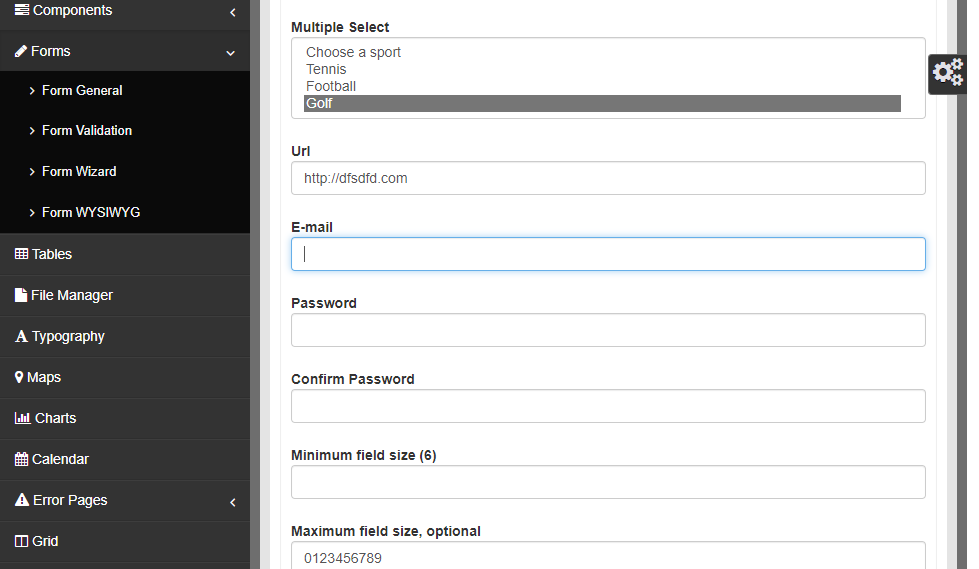 Components
Forms
Form General
Form Validation
Form Wizard
Form WYSIWYG
Tables
File Manager
Typography
Maps
Charts
Calendar
Error Pages
Grid
Multiple Select
Choose a sport
Tennis
Football
Golf
Url
http://dfsdfd.com
E-mail
Password
Confirm Password
Minimum field size (6)
Maximum field size, optional
0123456789